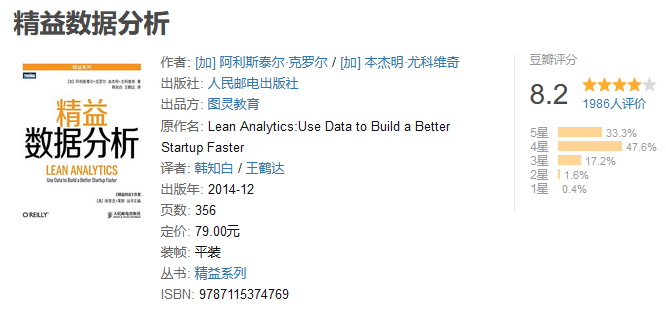 精益数据分析
精益系列
TURING
[加] 阿利斯泰尔·克罗尔 本杰明·尤科维奇 著
韩知白 王鹤达 译
精益
数据分析
LEAN ANALYTICS
Use Data to Build a Better Startup Faster
O'REILLY
人民邮电出版社
作者: [加] 阿利斯泰尔·克罗尔 / [加] 本杰明·尤科维奇
出版社: 人民邮电出版社
出品方: 图灵教育
原作名: Lean Analytics:Use Data to Build a Better
Startup Faster
译者: 韩知白 / 王鹤达
出版年: 2014-12
页数: 356
定价: 79.00元
装帧: 平装
丛书: 精益系列
ISBN: 9787115374769
豆瓣评分
8.2
1986人评价
5星 33.3%
4星 47.6%
3星 17.2%
2星 1.6%
1星 0.4%